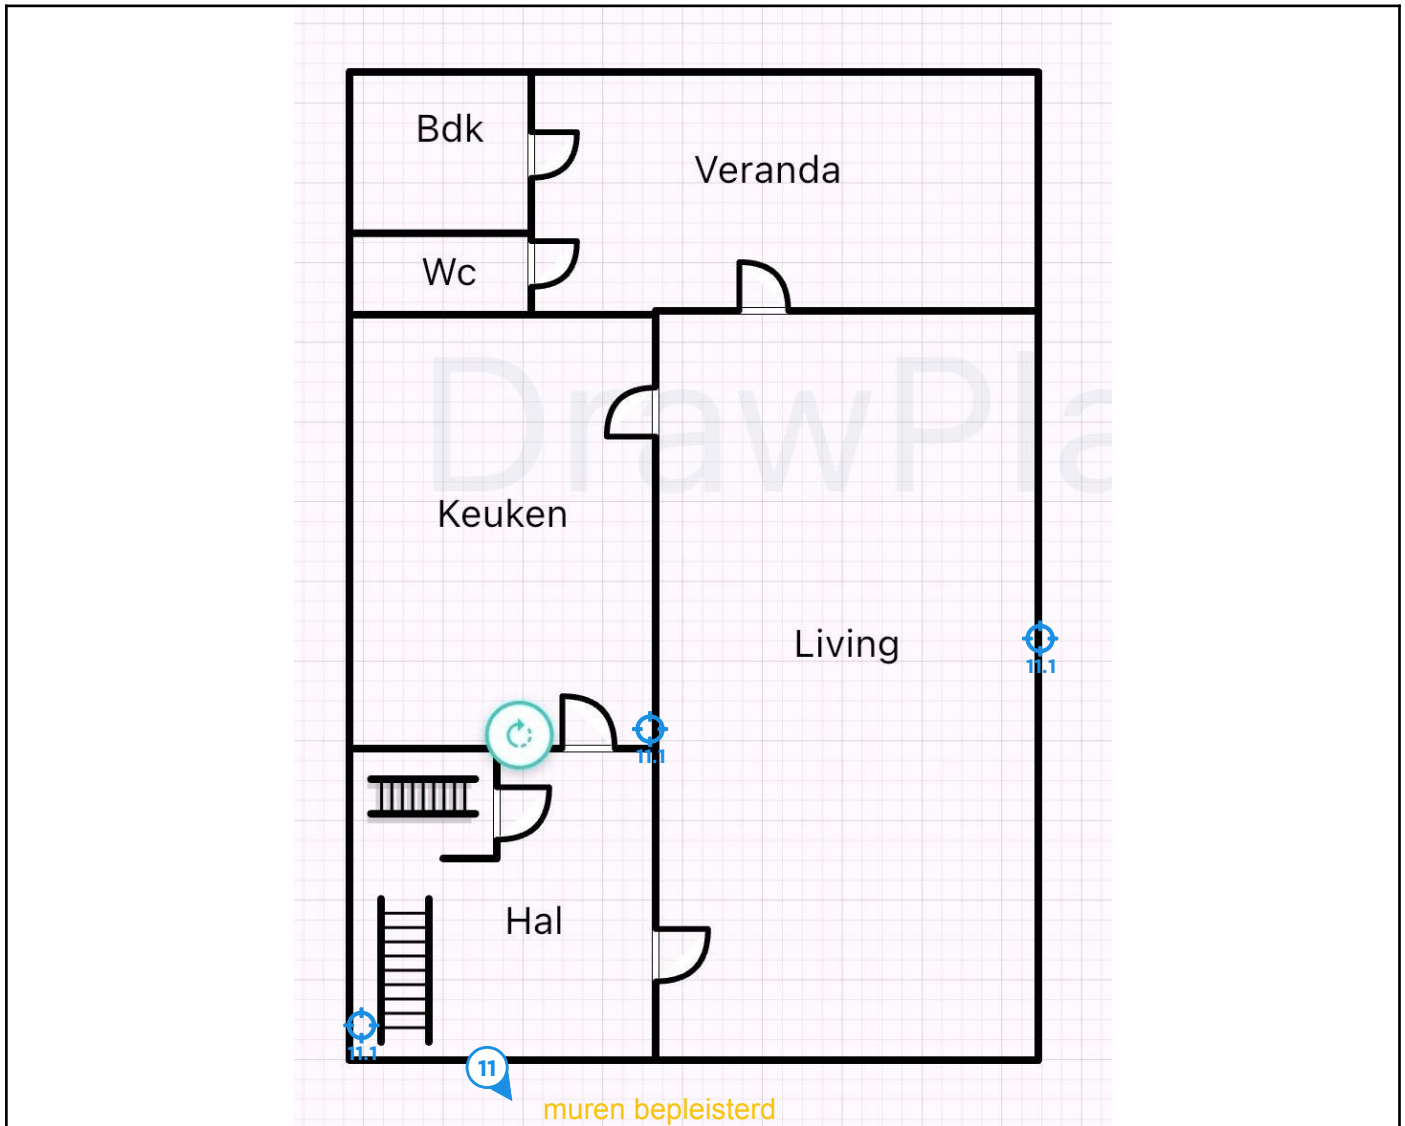 Bdk
Veranda
Wc
DrawPla
Keuken
Living
11.1
11.1
Hal
11.1
11
muren bepleisterd